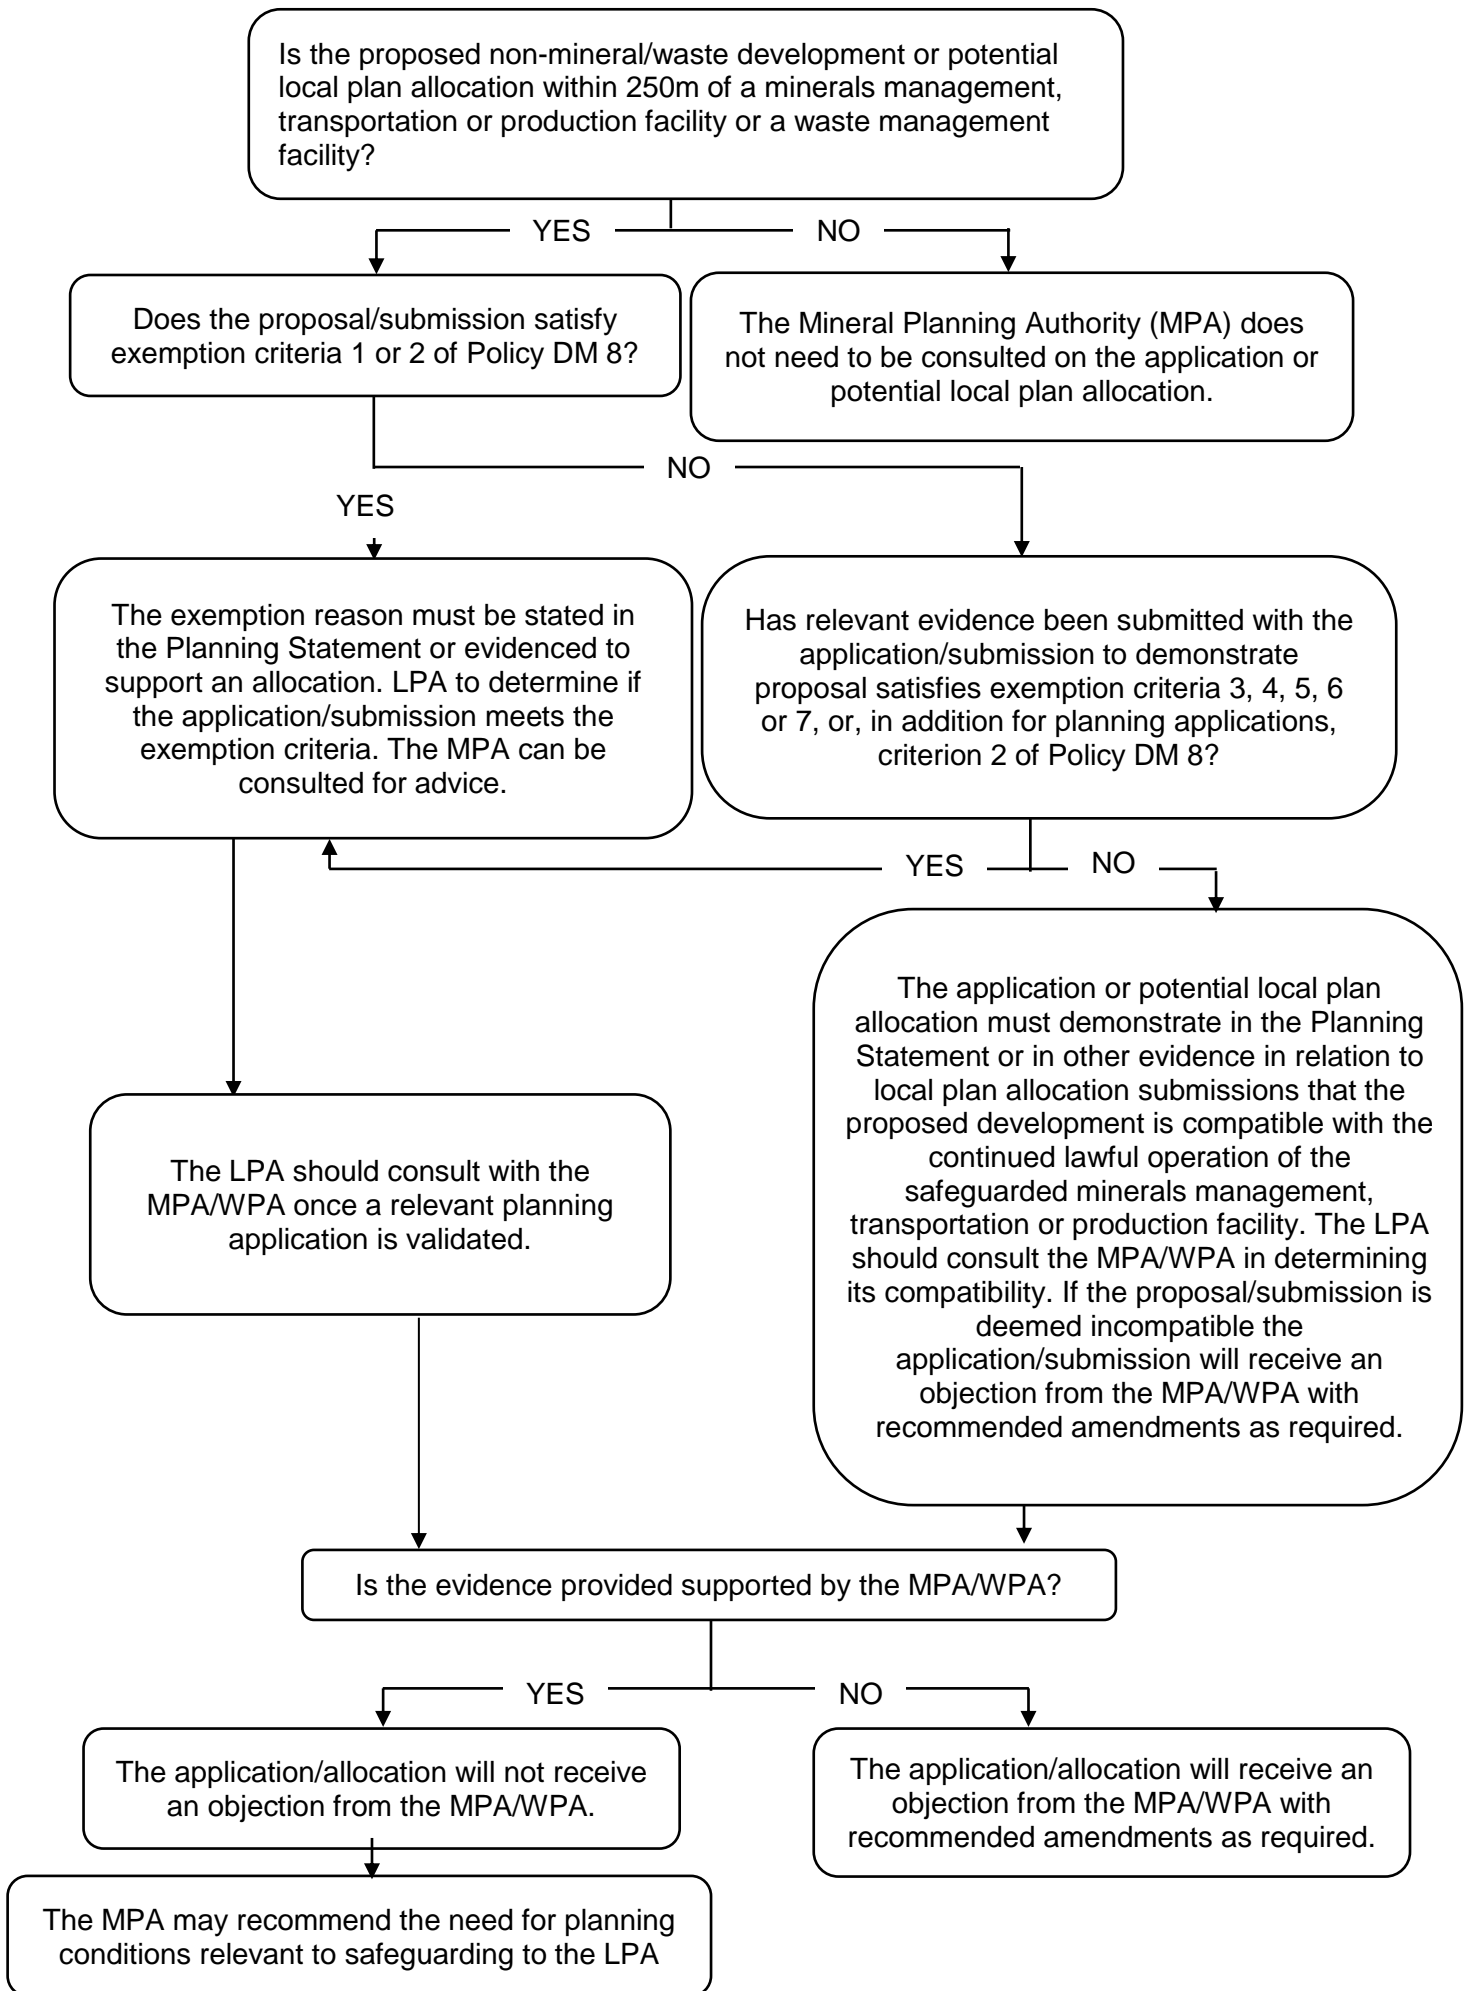 Is the proposed non-mineral/waste development or potential
local plan allocation within 250m of a minerals management,
transportation or production facility or a waste management
facility?
YES
NO
Does the proposal/submission satisfy
exemption criteria 1 or 2 of Policy DM 8?
The Mineral Planning Authority (MPA) does
not need to be consulted on the application or
potential local plan allocation.
NO
YES
The exemption reason must be stated in
the Planning Statement or evidenced to
support an allocation. LPA to determine if
the application/submission meets the
exemption criteria. The MPA can be
consulted for advice.
Has relevant evidence been submitted with the
application/submission to demonstrate
proposal satisfies exemption criteria 3, 4, 5, 6
or 7, or, in addition for planning applications,
criterion 2 of Policy DM 8?
YES
NO
The application or potential local plan
allocation must demonstrate in the Planning
Statement or in other evidence in relation to
local plan allocation submissions that the
proposed development is compatible with the
continued lawful operation of the
safeguarded minerals management,
transportation or production facility. The LPA
should consult the MPA/WPA in determining
its compatibility. If the proposal/submission is
deemed incompatible the
application/submission will receive an
objection from the MPA/WPA with
recommended amendments as required.
The LPA should consult with the
MPA/WPA once a relevant planning
application is validated.
Is the evidence provided supported by the MPA/WPA?
YES
NO
The application/allocation will not receive
an objection from the MPA/WPA.
The application/allocation will receive an
objection from the MPA/WPA with
recommended amendments as required.
The MPA may recommend the need for planning
conditions relevant to safeguarding to the LPA